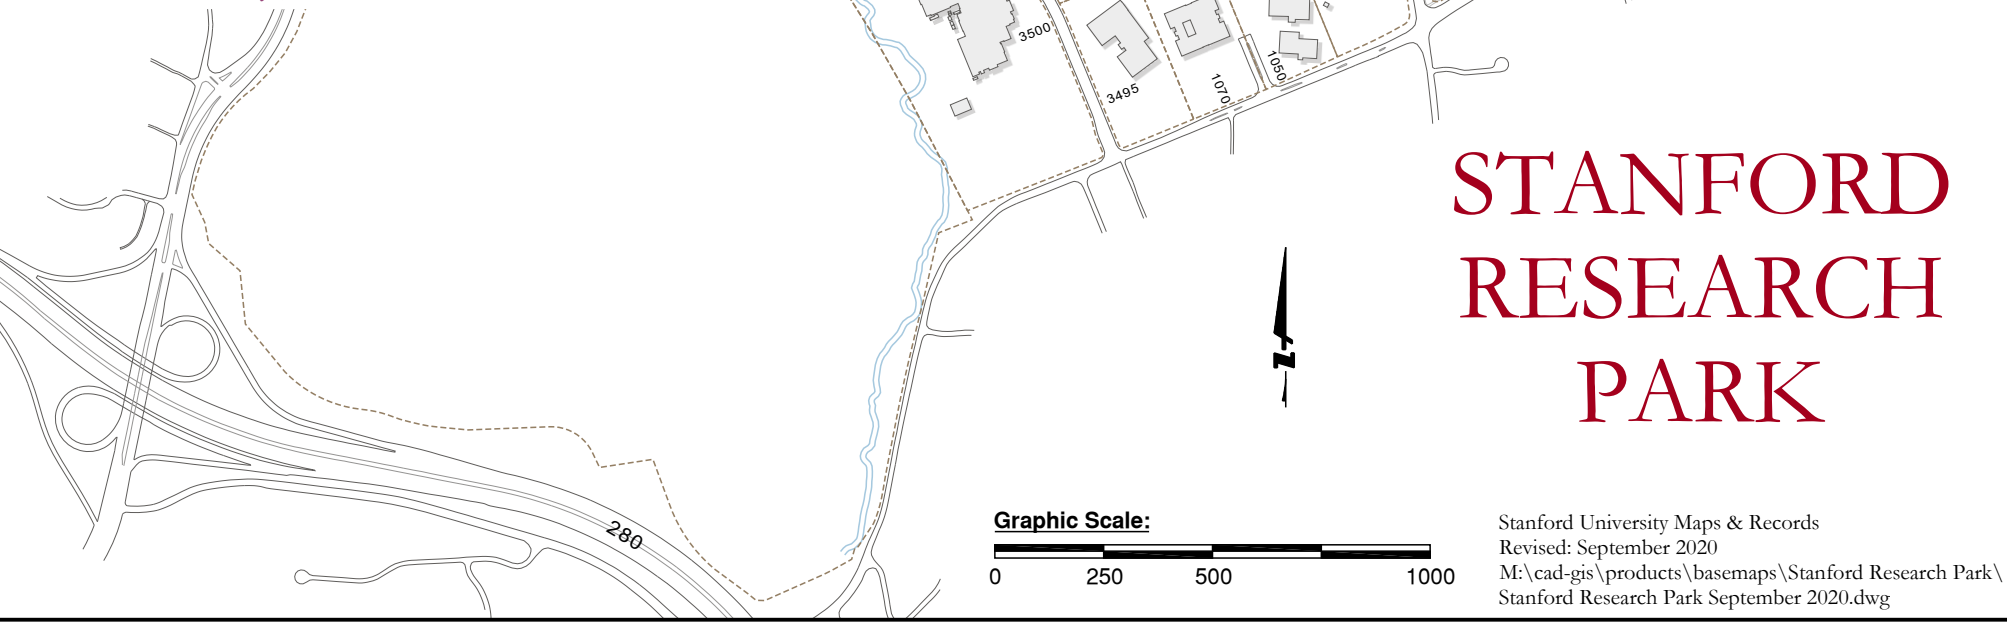 3500
3495
1070
1050
STANFORD
RESEARCH
PARK
z
280
Graphic Scale:
0 250 500 1000
Stanford University Maps & Records
Revised: September 2020
M:\cad-gis\products\basemaps\Stanford Research Park\
Stanford Research Park September 2020.dwg